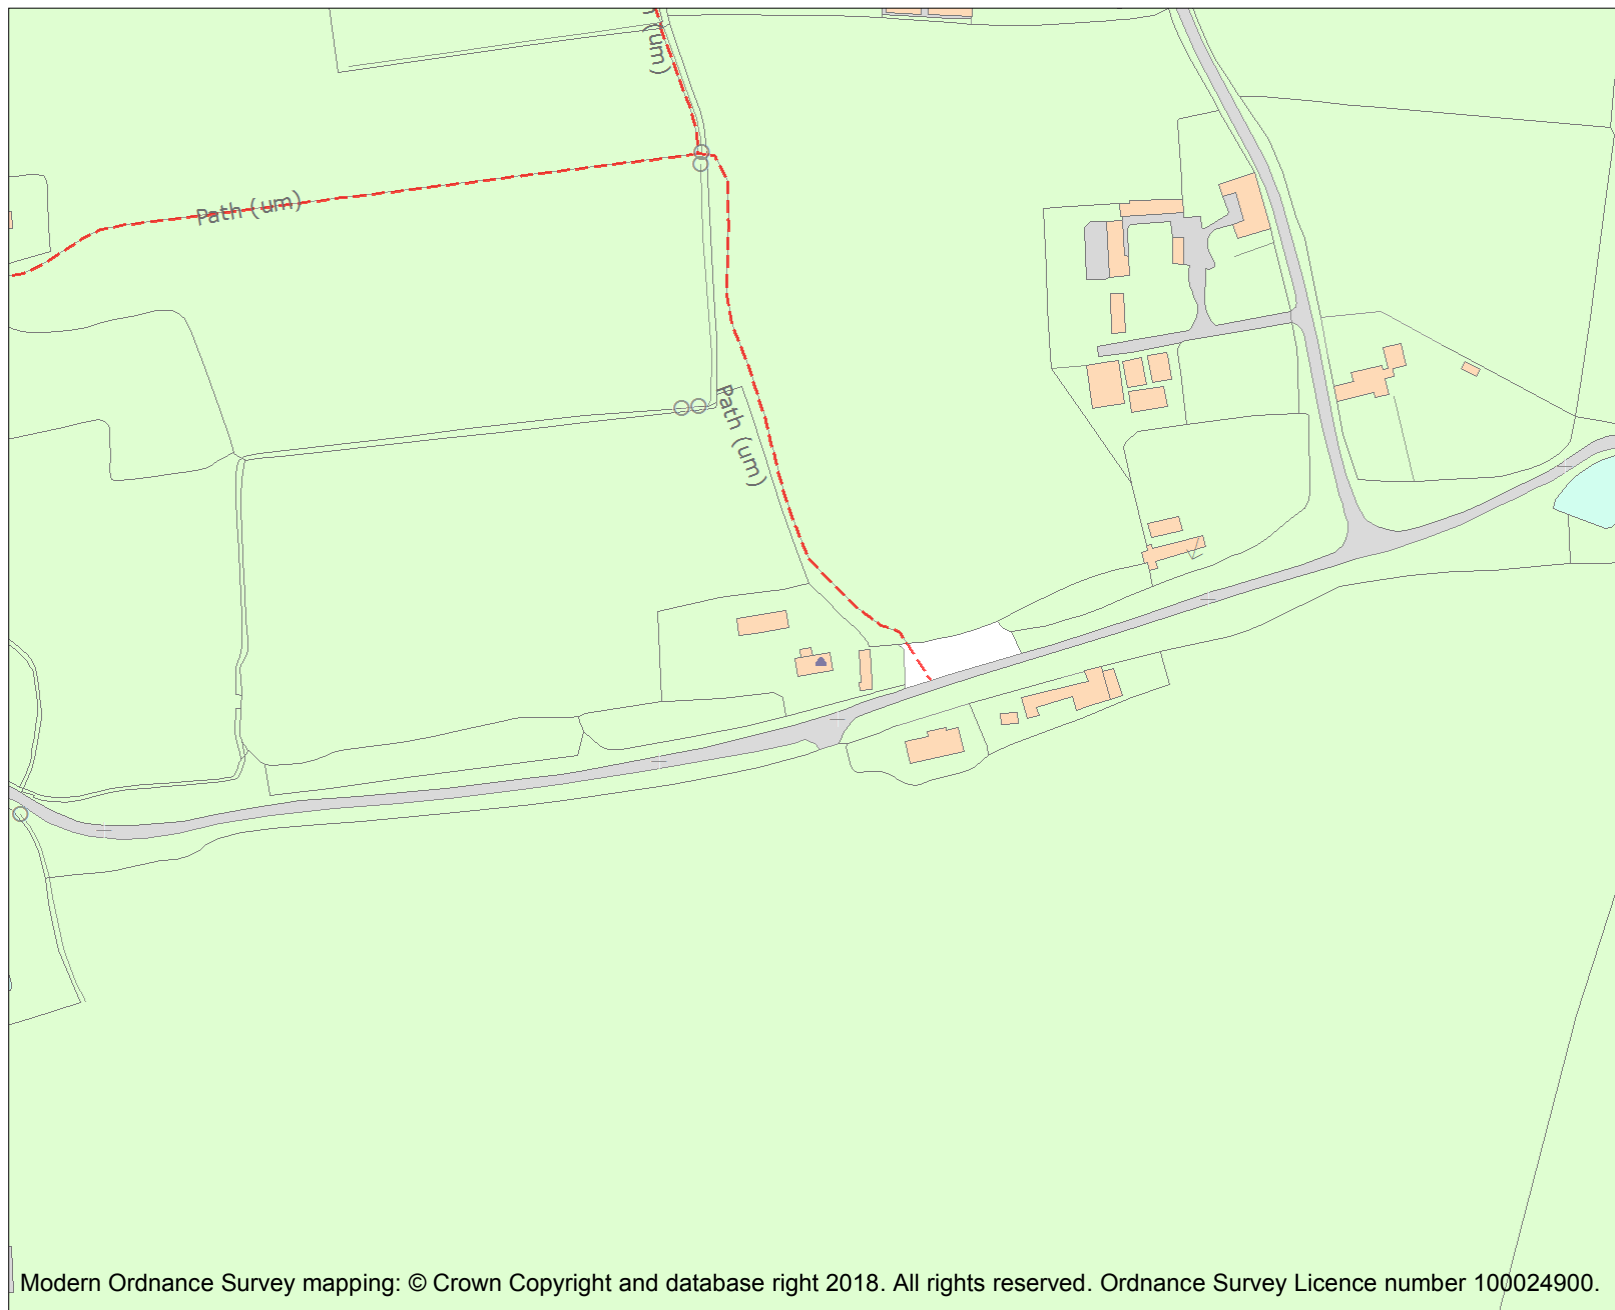 (um)
Path (um)
Path (um)
Modern Ordnance Survey mapping: © Crown Copyright and database right 2018. All rights reserved. Ordnance Survey Licence number 100024900.